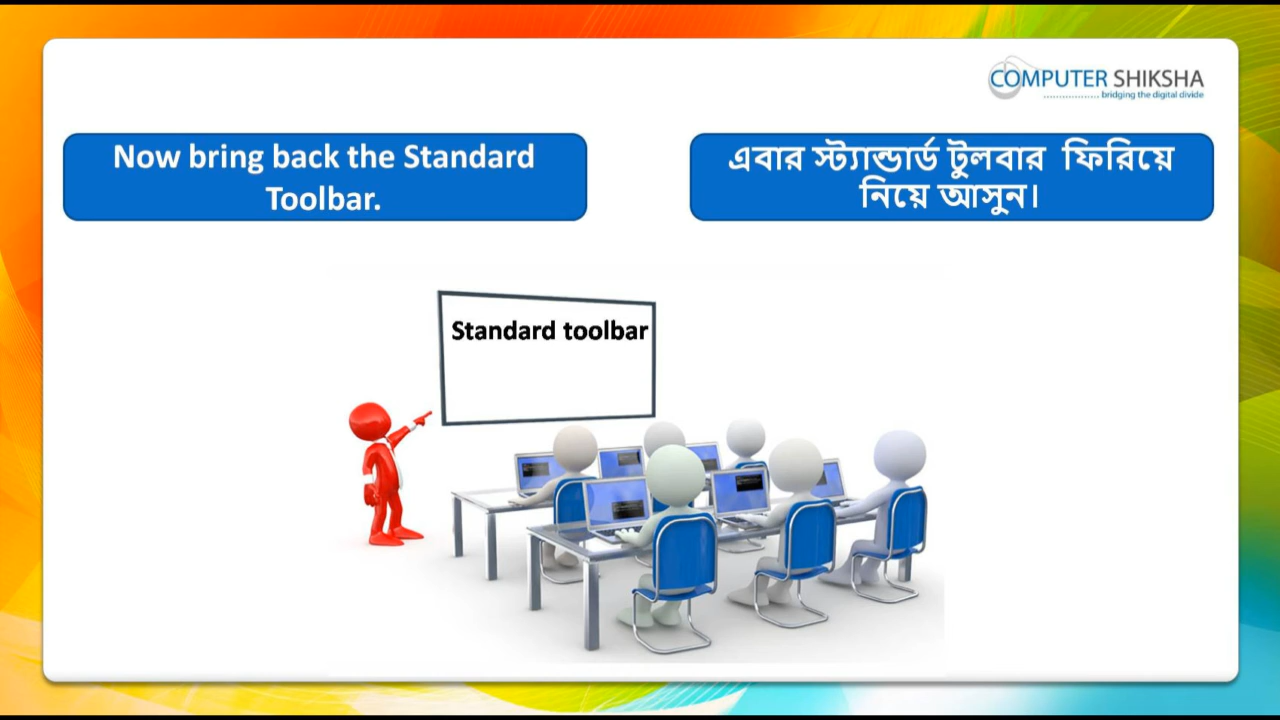 COMPUTER SHIKSHA
bridging the digital divide
Now bring back the Standard
Toolbar.
এবার স্ট্যান্ডার্ড টুলবার ফিরিয়ে
নিয়ে আসুন।
Standard toolbar